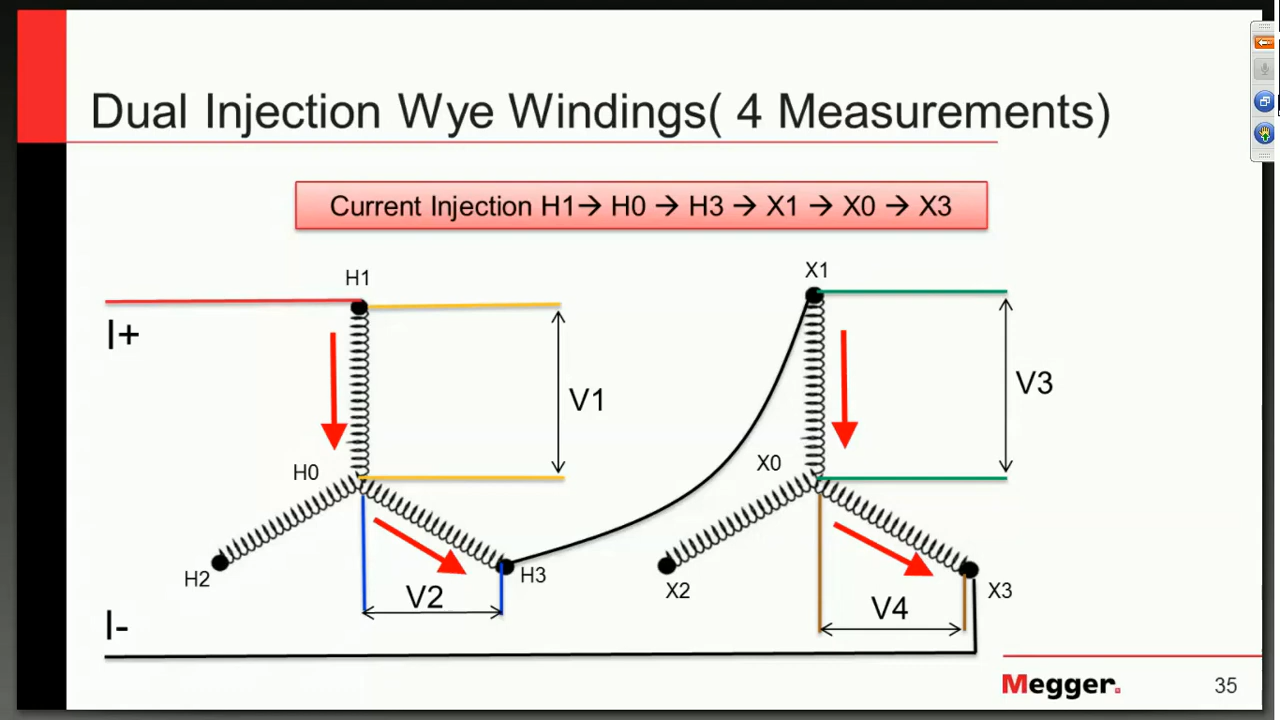 Dual Injection Wye Windings( 4 Measurements)
Current Injection H1→ H0 → H3 → X1 → X0 → X3
H1
X1
I+
V1
V3
H0
X0
H2
H3
X2
X3
V2
V4
I-
Megger.
35